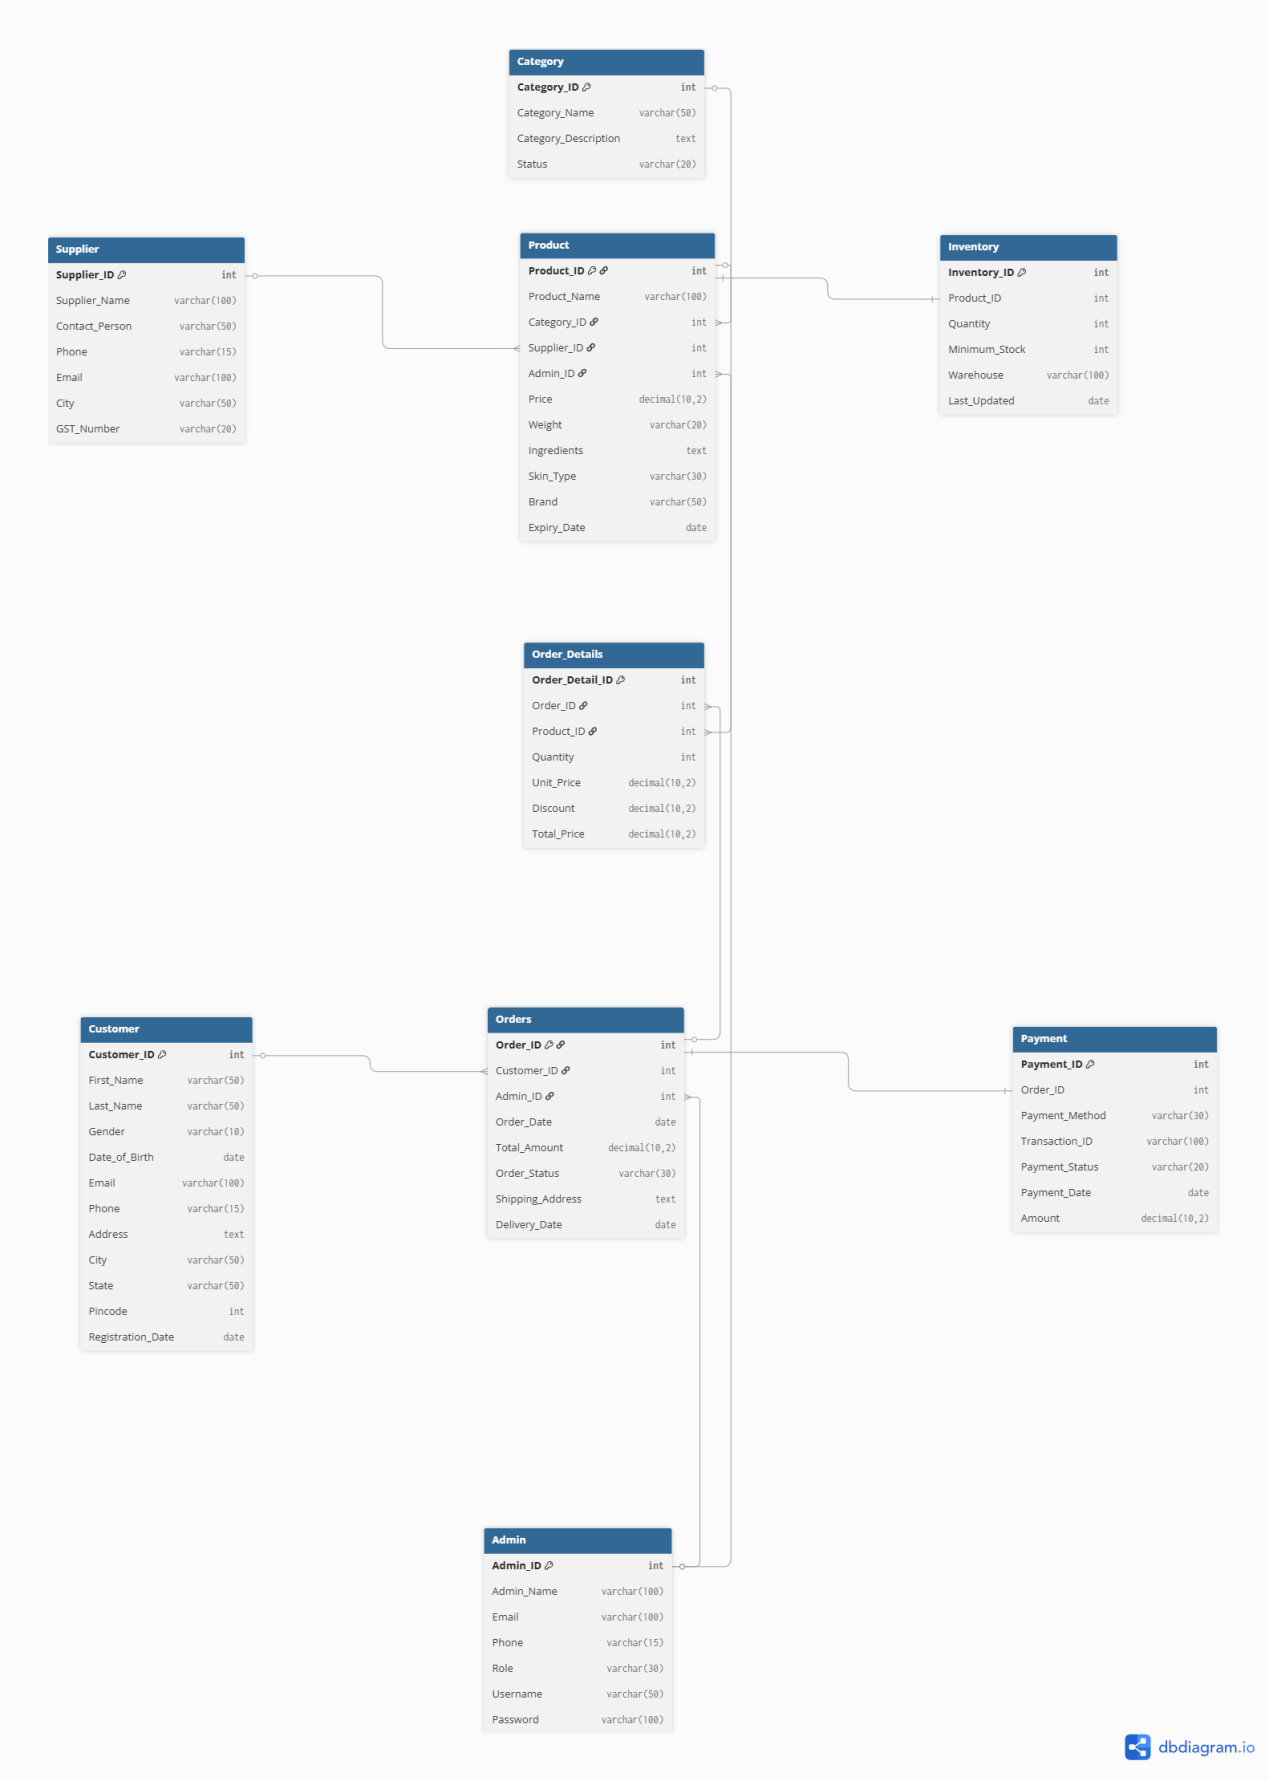 Category
Category_ID int
Category_Name varchar(50)
Category_Description text
Status varchar(20)
Supplier
Supplier_ID int
Supplier_Name varchar(100)
Contact_Person varchar(50)
Phone varchar(15)
Email varchar(100)
City varchar(50)
GST_Number varchar(20)
Product
Product_ID int
Product_Name varchar(100)
Category_ID int
Supplier_ID int
Admin_ID int
Price decimal(10,2)
Weight varchar(20)
Ingredients text
Skin_Type varchar(30)
Brand varchar(50)
Expiry_Date date
Inventory
Inventory_ID int
Product_ID int
Quantity int
Minimum_Stock int
Warehouse varchar(100)
Last_Updated date
Order_Details
Order_Detail_ID int
Order_ID int
Product_ID int
Quantity int
Unit_Price decimal(10,2)
Discount decimal(10,2)
Total_Price decimal(10,2)
Customer
Customer_ID int
First_Name varchar(50)
Last_Name varchar(50)
Gender varchar(10)
Date_of_Birth date
Email varchar(100)
Phone varchar(15)
Address text
City varchar(50)
State varchar(50)
Pincode int
Registration_Date date
Orders
Order_ID int
Customer_ID int
Admin_ID int
Order_Date date
Total_Amount decimal(10,2)
Order_Status varchar(30)
Shipping_Address text
Delivery_Date date
Payment
Payment_ID int
Order_ID int
Payment_Method varchar(30)
Transaction_ID varchar(100)
Payment_Status varchar(20)
Payment_Date date
Amount decimal(10,2)
Admin
Admin_ID int
Admin_Name varchar(100)
Email varchar(100)
Phone varchar(15)
Role varchar(30)
Username varchar(50)
Password varchar(100)
dbdiagram.io